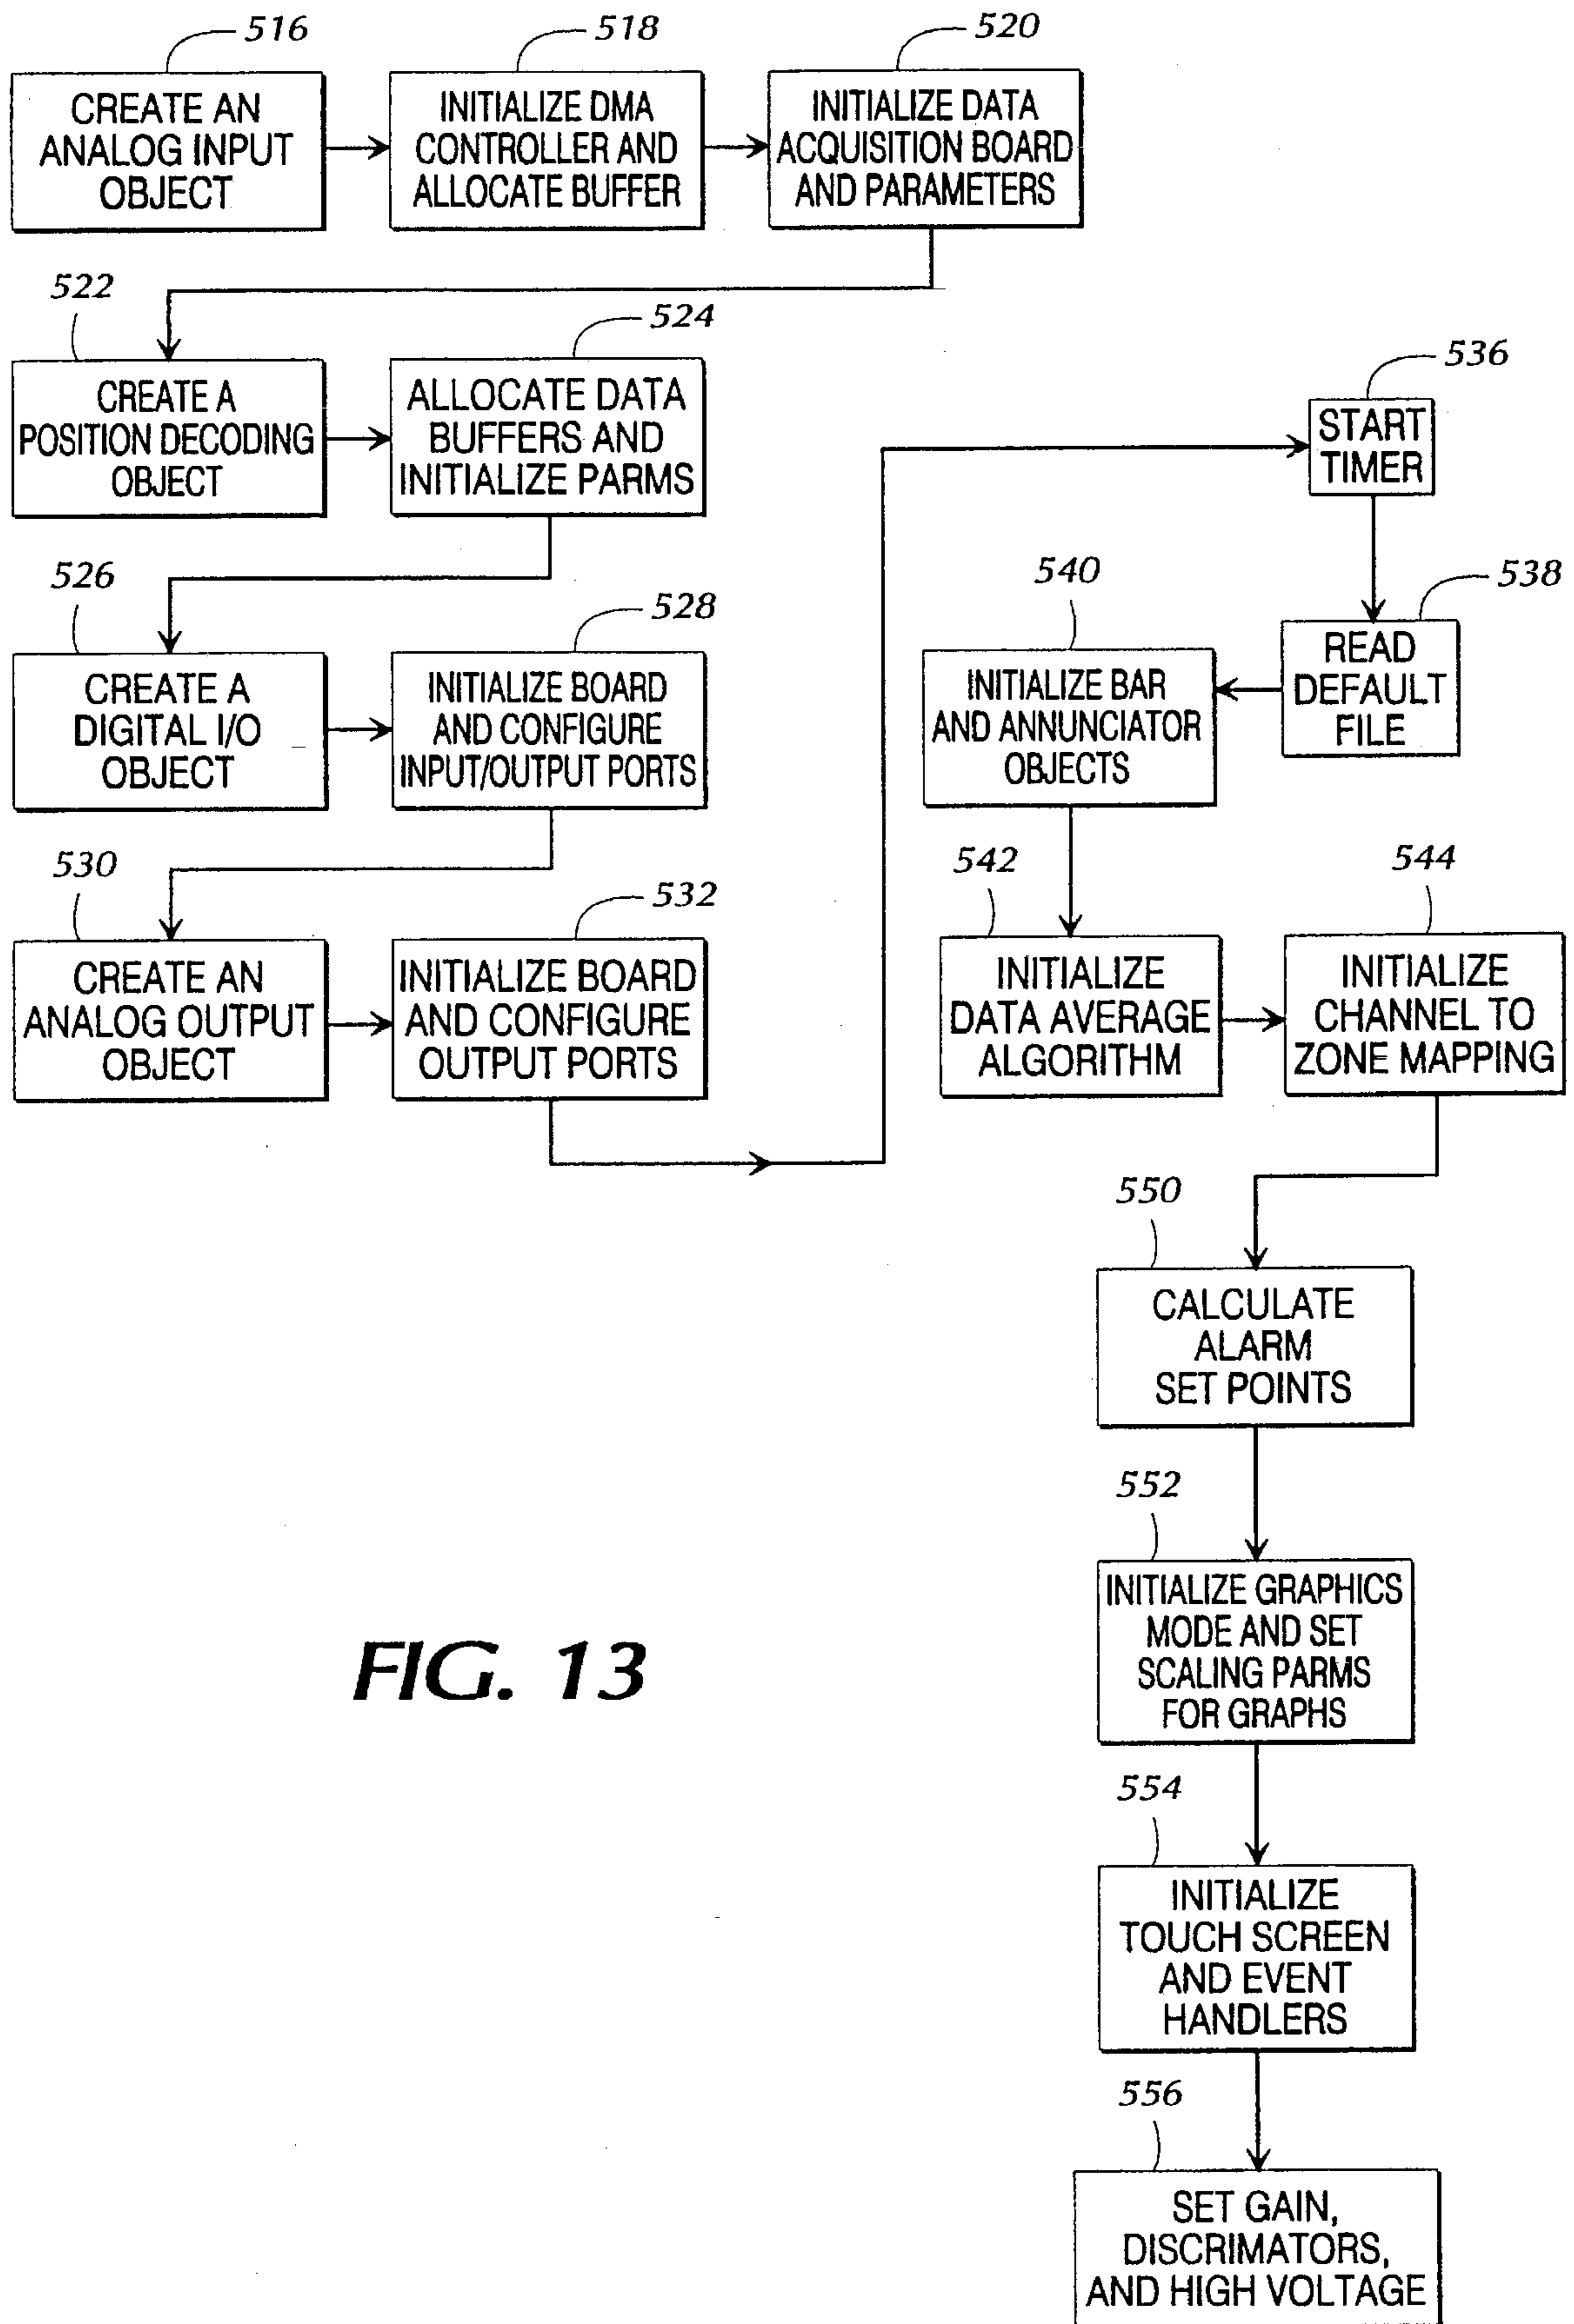 516
CREATE AN
ANALOG INPUT
OBJECT
518
INITIALIZE DMA
CONTROLLER AND
ALLOCATE BUFFER
520
INITIALIZE DATA
ACQUISITION BOARD
AND PARAMETERS
522
CREATE A
POSITION DECODING
OBJECT
524
ALLOCATE DATA
BUFFERS AND
INITIALIZE PARMS
526
CREATE A
DIGITAL I/O
OBJECT
528
INITIALIZE BOARD
AND CONFIGURE
INPUT/OUTPUT PORTS
530
CREATE AN
ANALOG OUTPUT
OBJECT
532
INITIALIZE BOARD
AND CONFIGURE
OUTPUT PORTS
536
START
TIMER
538
READ
DEFAULT
FILE
540
INITIALIZE BAR
AND ANNUNCIATOR
OBJECTS
542
INITIALIZE
DATA AVERAGE
ALGORITHM
544
INITIALIZE
CHANNEL TO
ZONE MAPPING
550
CALCULATE
ALARM
SET POINTS
552
INITIALIZE GRAPHICS
MODE AND SET
SCALING PARMS
FOR GRAPHS
554
INITIALIZE
TOUCH SCREEN
AND EVENT
HANDLERS
556
SET GAIN,
DISCRIMATORS,
AND HIGH VOLTAGE
FIG. 13